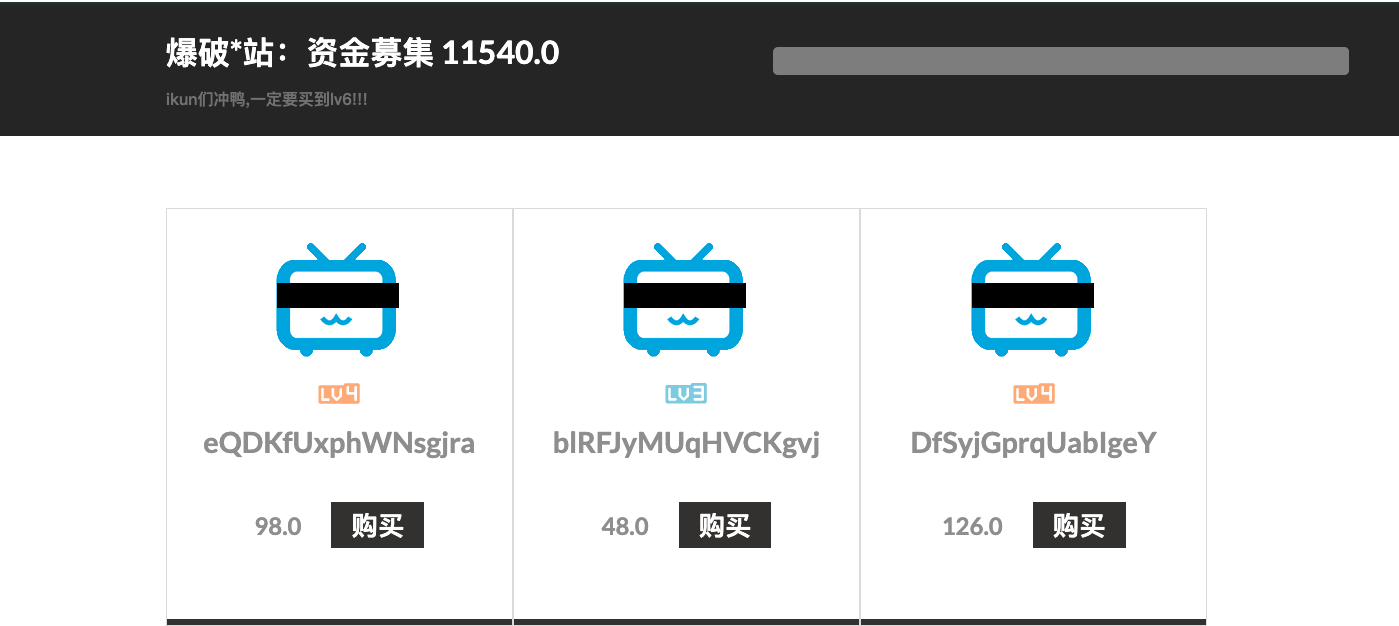 爆破*站：资金募集 11540.0
ikun们冲鸭,一定要买到lv6!!!
LV4 LV3 LV4
eQDKfUxphWNsgjra blRFJyMUqHVCKgvj DfSyjGprqUabIgeY
98.0 购买 48.0 购买 126.0 购买